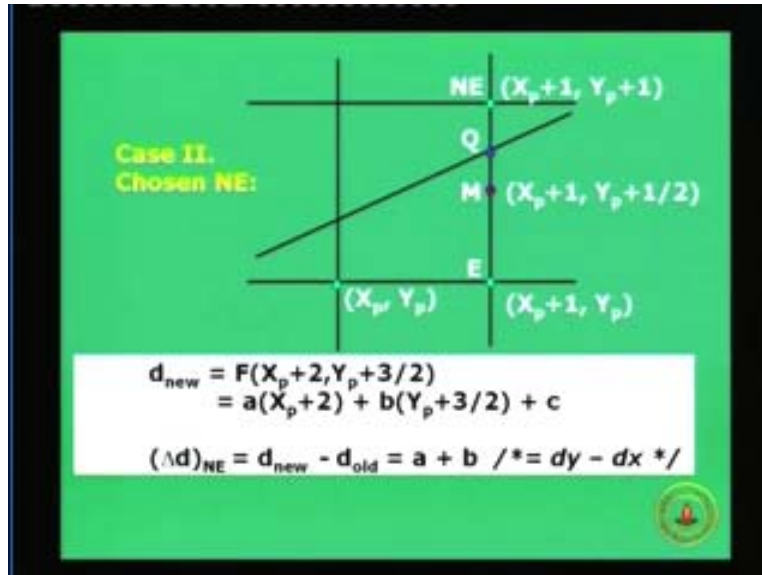 NE (Xp+1, Yp+1)
Case II.
Chosen NE:
Q
M (Xp+1, Yp+1/2)
E
(Xp, Yp)
(Xp+1, Yp)
dnew = F(Xp+2,Yp+3/2)
= a(Xp+2) + b(Yp+3/2) + c
(Δd)NE = dnew - dold = a + b /*= dy – dx */